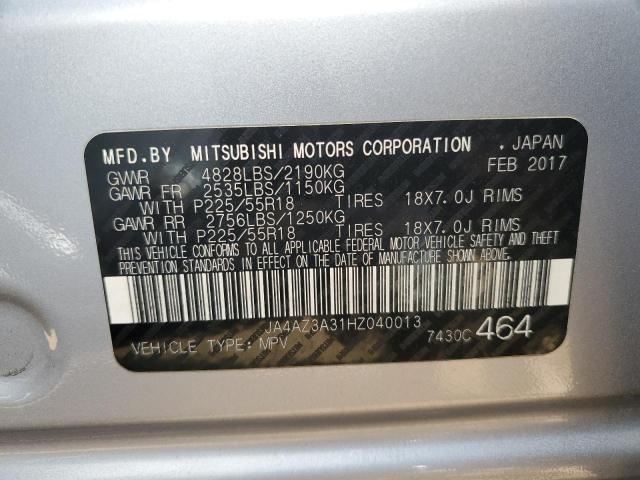 MFD.BY MITSUBISHI MOTORS CORPORATION , JAPAN
GWWR 4828LBS/2190KG FEB 2017
GAWR FR 2535LBS/1150KG
WITH P225/55R18 TIRES 18X7.0J RIMS
GAWR RR 2756LBS/1250KG
WITH P225/55R18 TIRES 18X7.0J RIMS
THIS VEHICLE CONFORMS TO ALL APPLICABLE FEDERAL MOTOR VEHICLE SAFETY AND THEFT
PREVENTION STANDARDS IN EFFECT ON THE DATE OF MANUFACTURE SHOWN ABOVE.
JA4AZ3A31HZ040013
VEHICLE TYPE: MPV 7430C 464